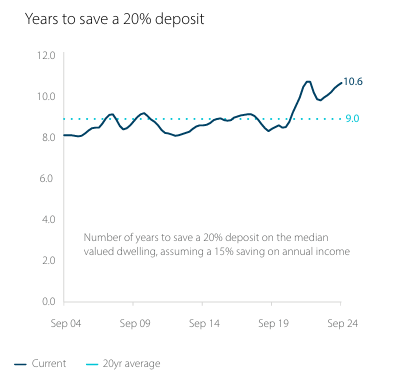 Years to save a 20% deposit
12.0
10.0
8.0
6.0
4.0
2.0
0.0
10.6
9.0
Number of years to save a 20% deposit on the median
valued dwelling, assuming a 15% saving on annual income
Sep 04 Sep 09 Sep 14 Sep 19 Sep 24
Current 20yr average